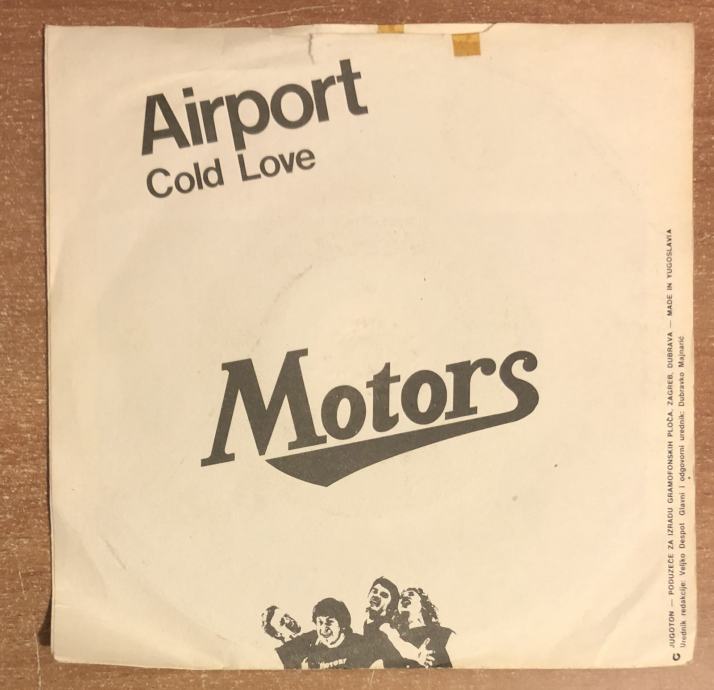 Airport
Cold Love
Motors
JUGOTON — PODUZEĆE ZA IZRADU GRAMOFONSKIH PLOČA, ZAGREB, DUBRAVA — MADE IN YUGOSLAVIA
Urednik redakcije: Veljko Despot Glavni i odgovorni urednik: Dubravko Majnarić